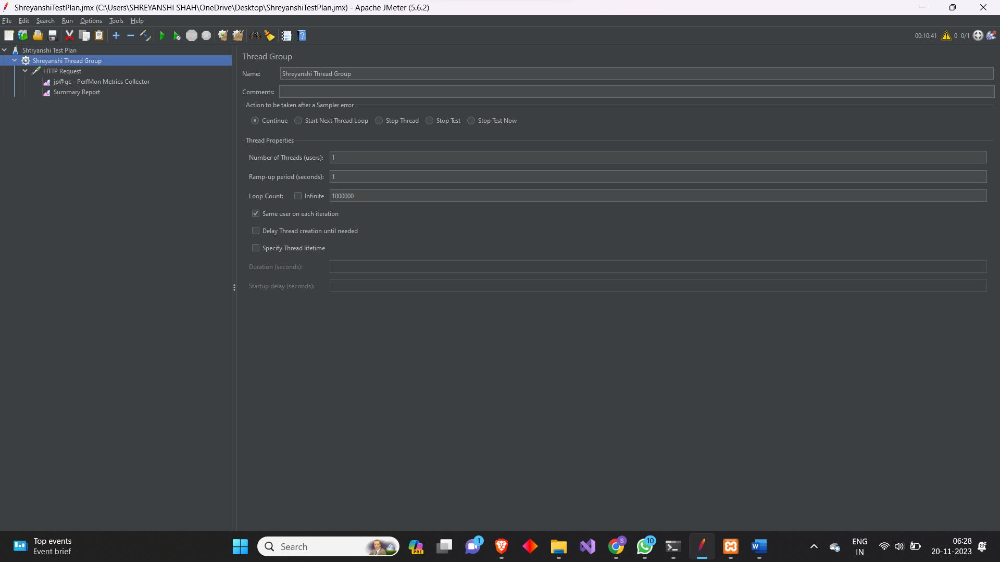 ShreyanshiTestPlan.jmx (C:\Users\SHREYANSHI SHAH\OneDrive\Desktop\ShreyanshiTestPlan.jmx) - Apache JMeter (5.6.2)
File Edit Search Run Options Tools Help
00:10:41 0 0/1
Shtryanshi Test Plan
Shreyanshi Thread Group
HTTP Request
jp@gc - PerfMon Metrics Collector
Summary Report
Thread Group
Name: Shreyanshi Thread Group
Comments:
Action to be taken after a Sampler error
Continue Start Next Thread Loop Stop Thread Stop Test Stop Test Now
Thread Properties
Number of Threads (users): 1
Ramp-up period (seconds): 1
Loop Count: Infinite 1000000
Same user on each iteration
Delay Thread creation until needed
Specify Thread lifetime
Duration (seconds):
Startup delay (seconds):
Top events
Event brief
Search
PRE
1
S
10
ENG
IN
06:28
20-11-2023